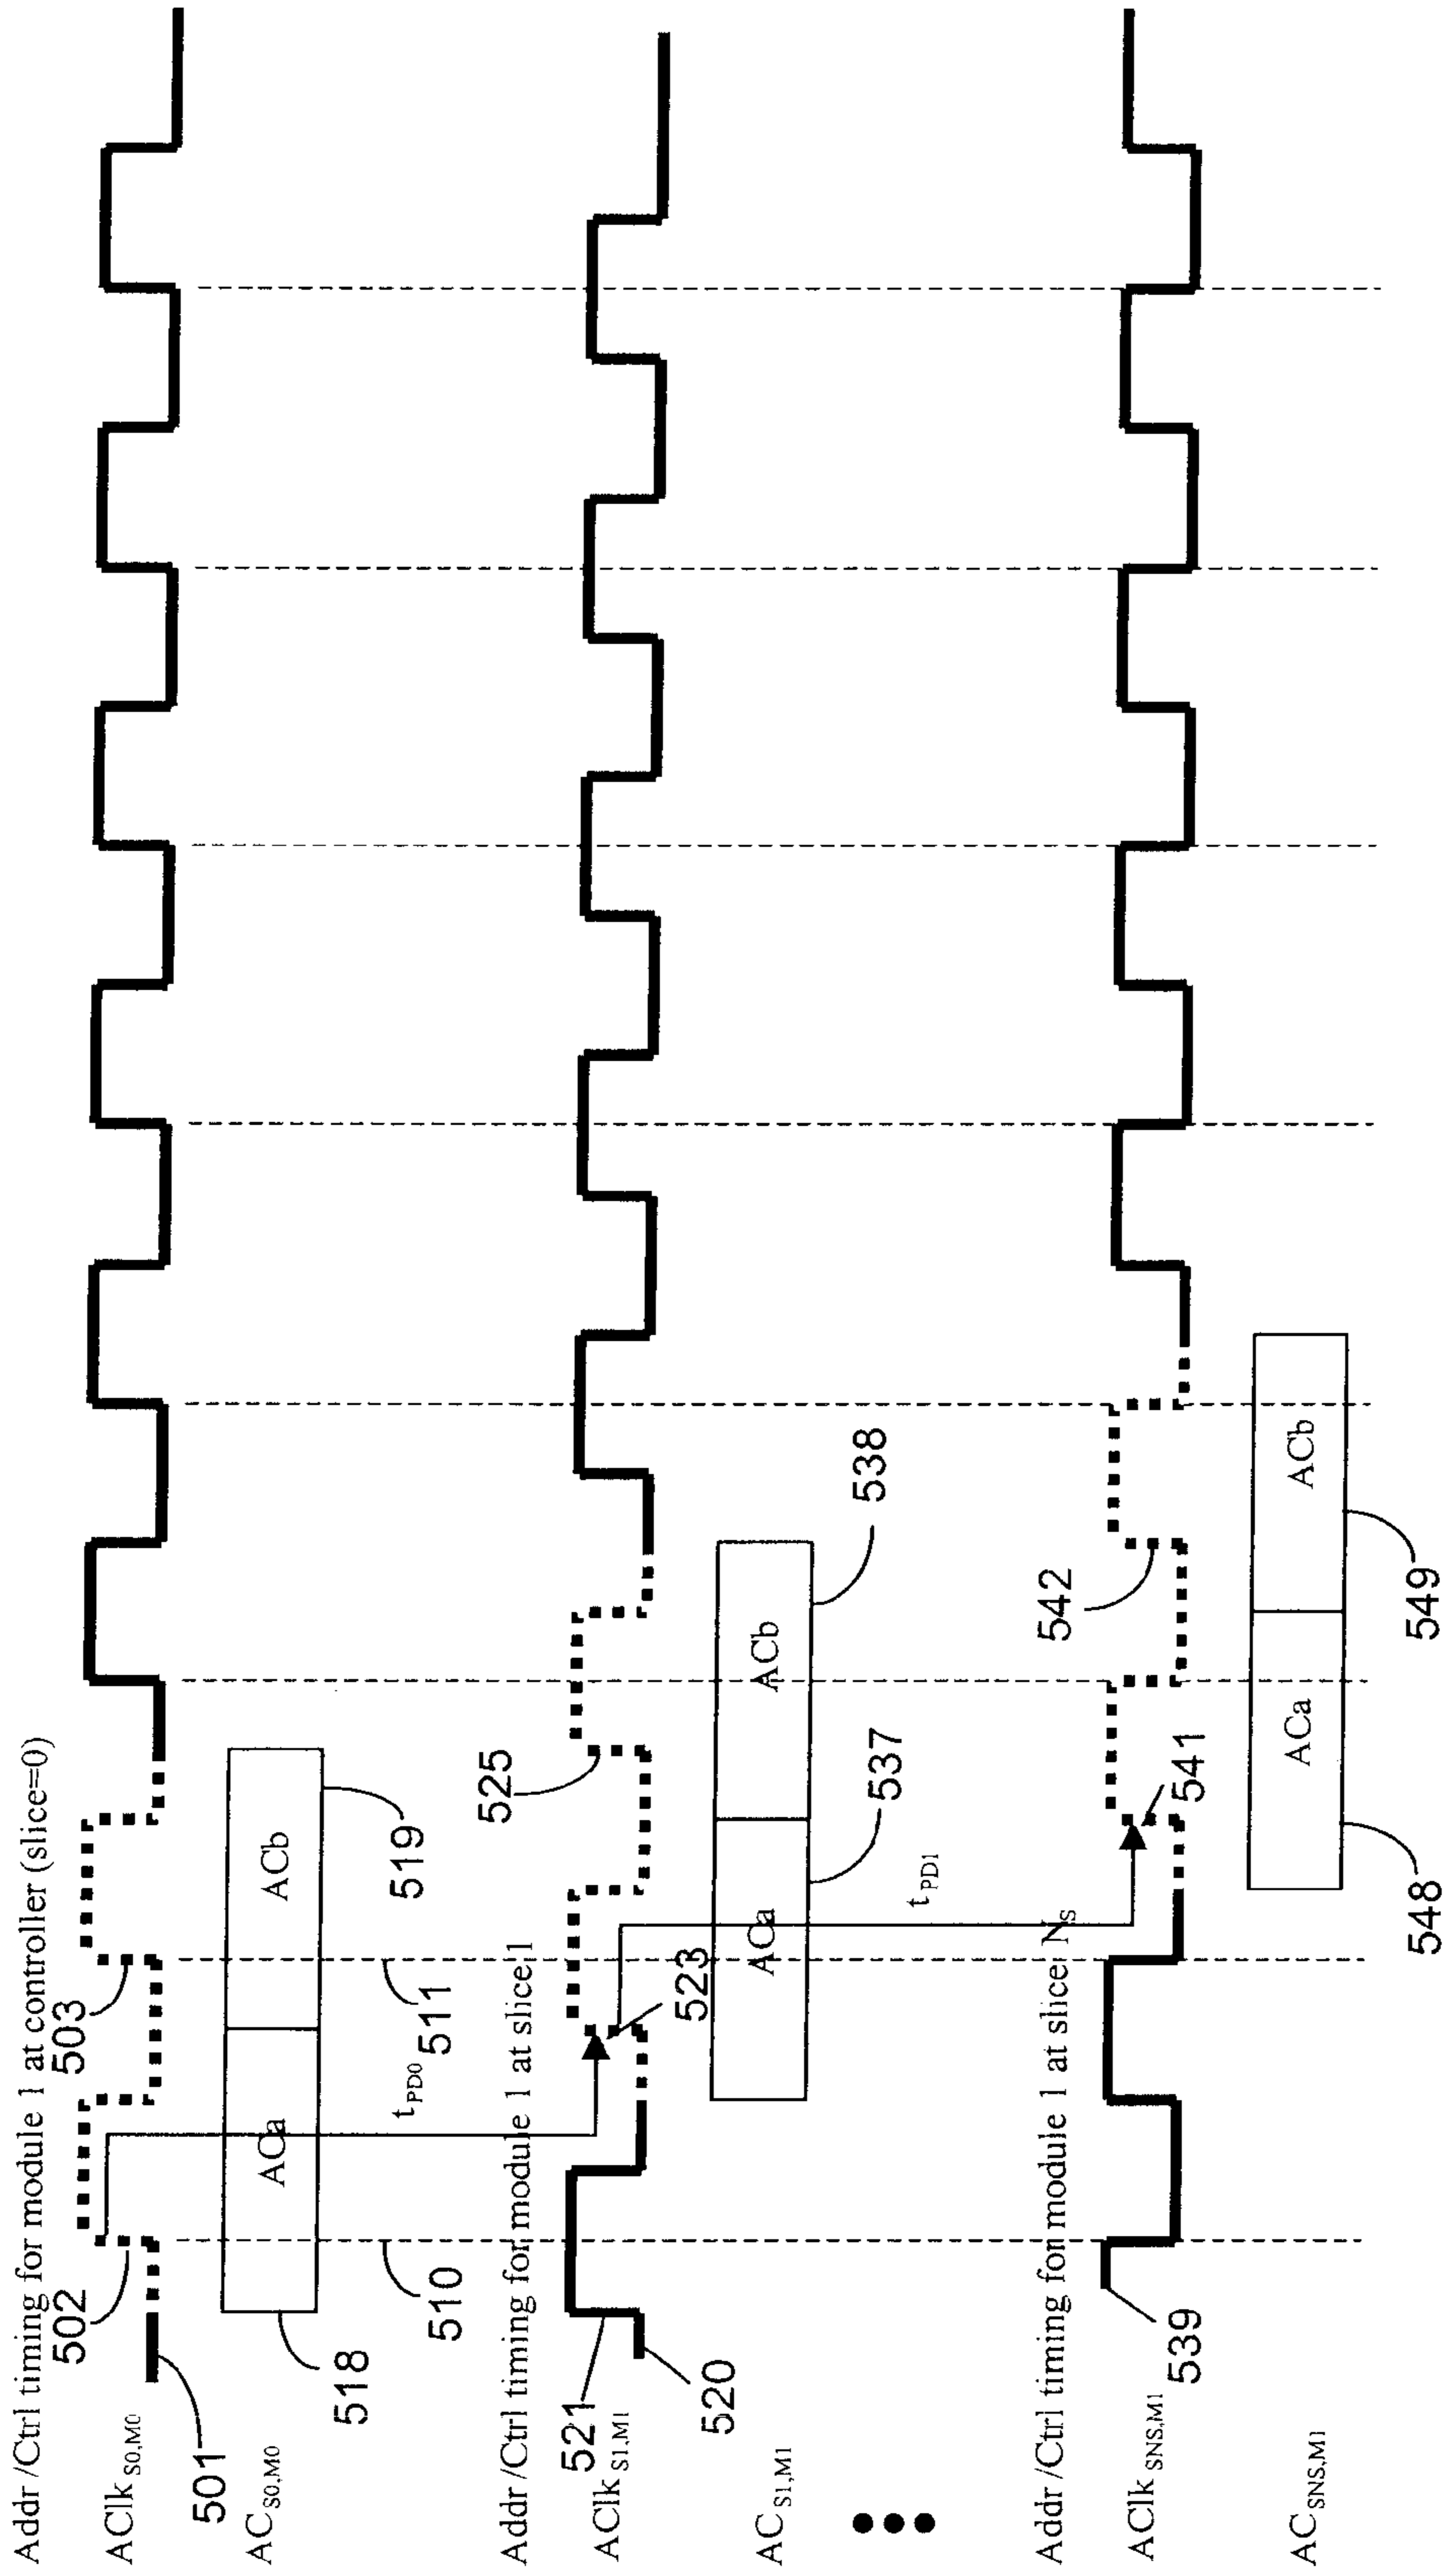 Addr /Ctrl timing for module 1 at controller (slice=0)
502
503
AClk S0,M0
501
AC S0,M0
ACa
ACb
518
519
510
511
tPD0
Addr /Ctrl timing for module 1 at slice 1
525
AClk S1,M1
521
523
520
AC S1,M1
ACa
ACb
537
538
tPD1
•••
Addr /Ctrl timing for module 1 at slice Ns
542
AClk SNS,M1
539
541
AC SNS,M1
ACa
ACb
548
549